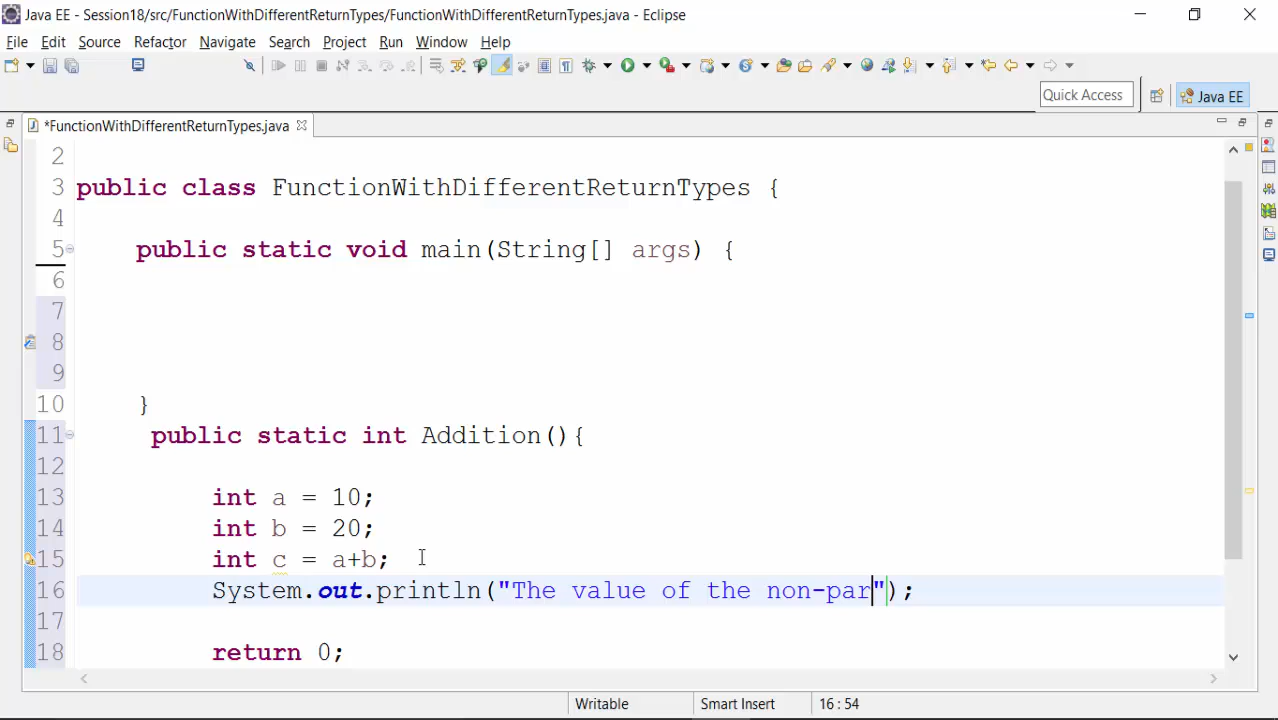 Java EE - Session18/src/FunctionWithDifferentReturnTypes/FunctionWithDifferentReturnTypes.java - Eclipse
File Edit Source Refactor Navigate Search Project Run Window Help
Quick Access Java EE
*FunctionWithDifferentReturnTypes.java
2
3 public class FunctionWithDifferentReturnTypes {
4
5 public static void main(String[] args) {
6
7
8
9
10 }
11 public static int Addition(){
12
13 int a = 10;
14 int b = 20;
15 int c = a+b;
16 System.out.println("The value of the non-par");
17
18 return 0;
Writable Smart Insert 16 : 54